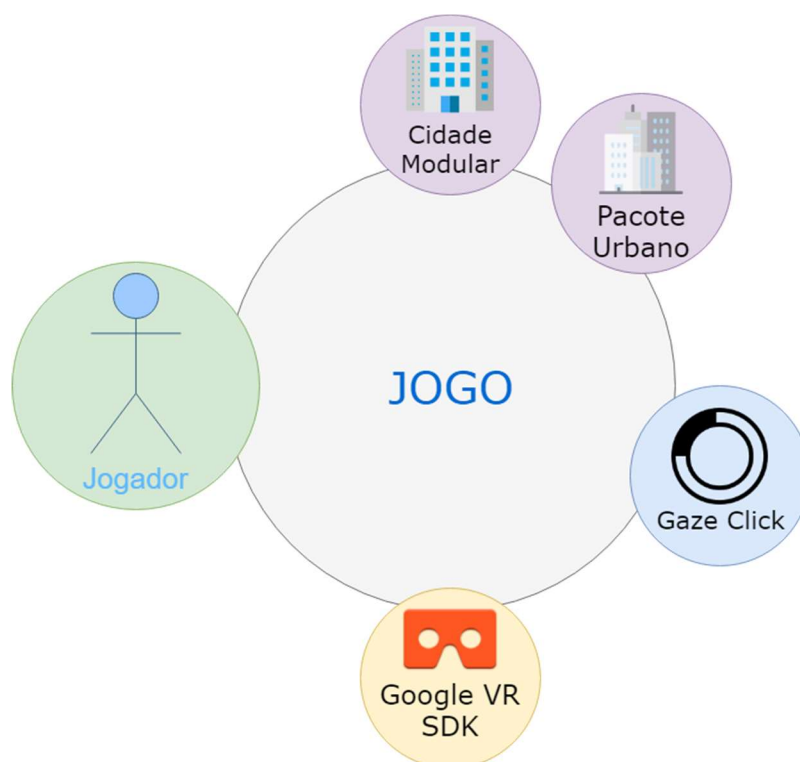 Cidade
Modular
Pacote
Urbano
JOGO
Jogador
Gaze Click
Google VR
SDK